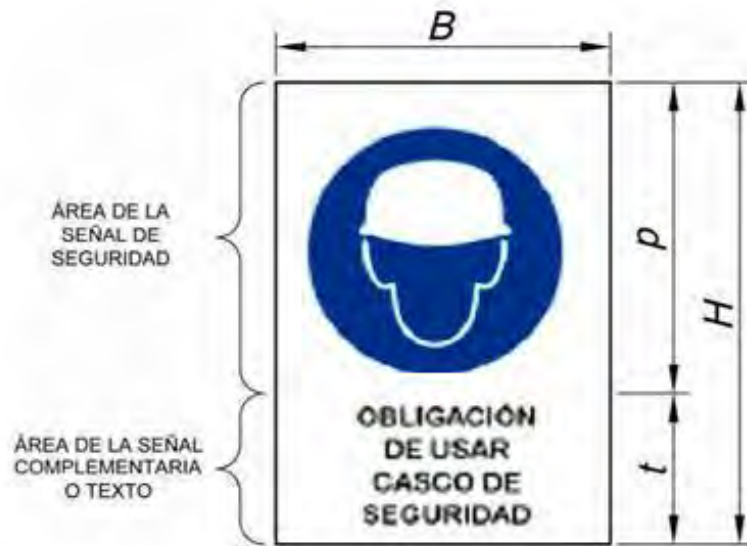 B
ÁREA DE LA
SEÑAL DE
SEGURIDAD
p
H
OBLIGACIÓN
DE USAR
CASCO DE
SEGURIDAD
ÁREA DE LA SEÑAL
COMPLEMENTARIA
O TEXTO
t